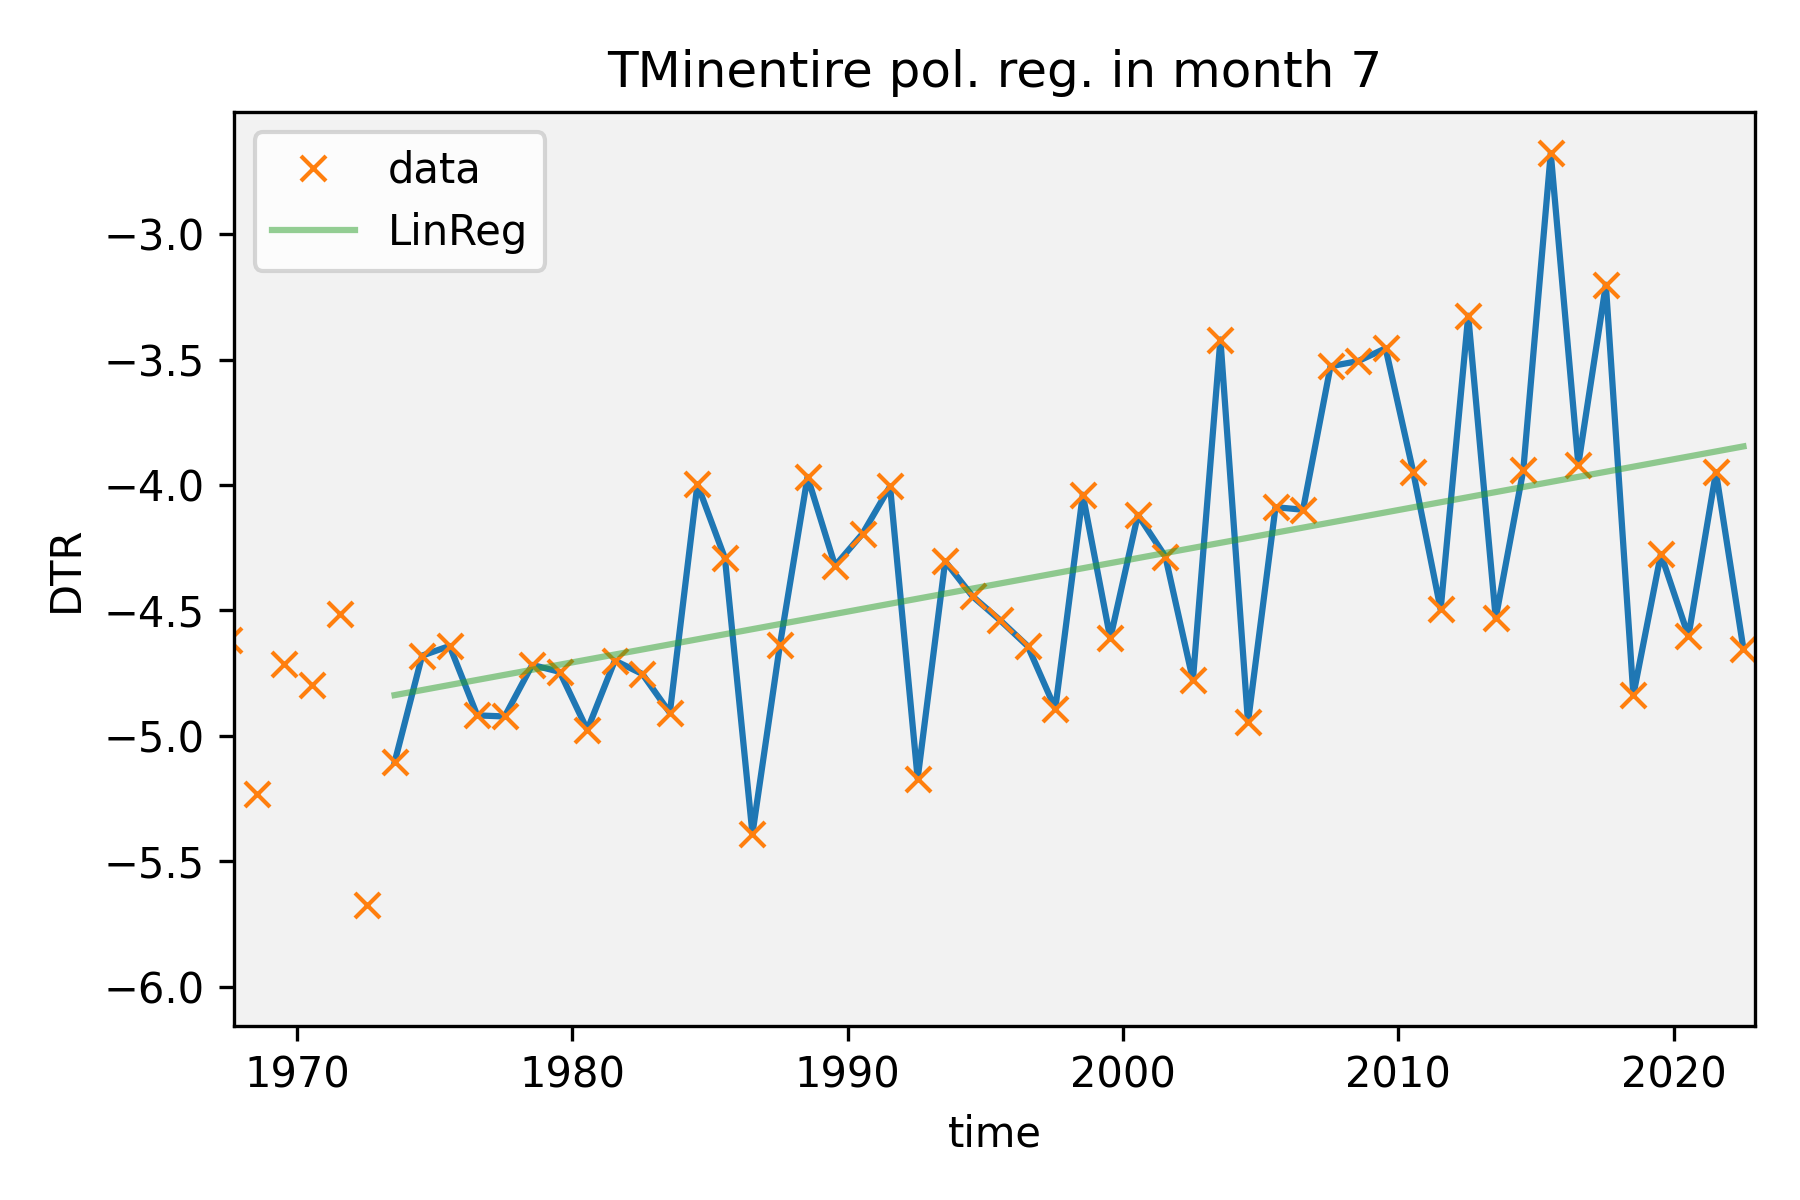 TMinentire pol. reg. in month 7
data
LinReg
DTR
−3.0
−3.5
−4.0
−4.5
−5.0
−5.5
−6.0
1970 1980 1990 2000 2010 2020
time